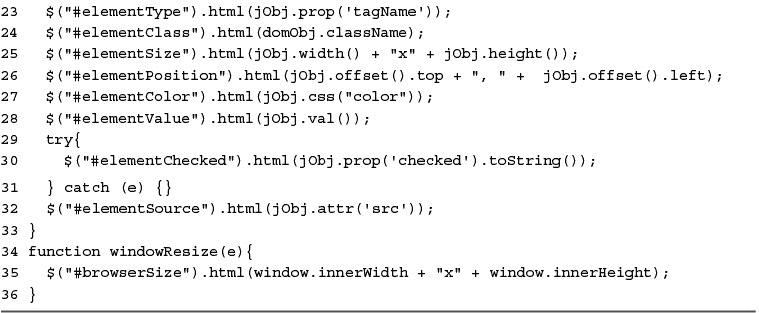 23   $("#elementType").html(jObj.prop('tagName'));
24   $("#elementClass").html(domObj.className);
25   $("#elementSize").html(jObj.width() + "x" + jObj.height());
26   $("#elementPosition").html(jObj.offset().top + ", " +  jObj.offset().left);
27   $("#elementColor").html(jObj.css("color"));
28   $("#elementValue").html(jObj.val());
29   try{
30     $("#elementChecked").html(jObj.prop('checked').toString());
31   } catch (e) {}
32   $("#elementSource").html(jObj.attr('src'));
33 }
34 function windowResize(e){
35   $("#browserSize").html(window.innerWidth + "x" + window.innerHeight);
36 }